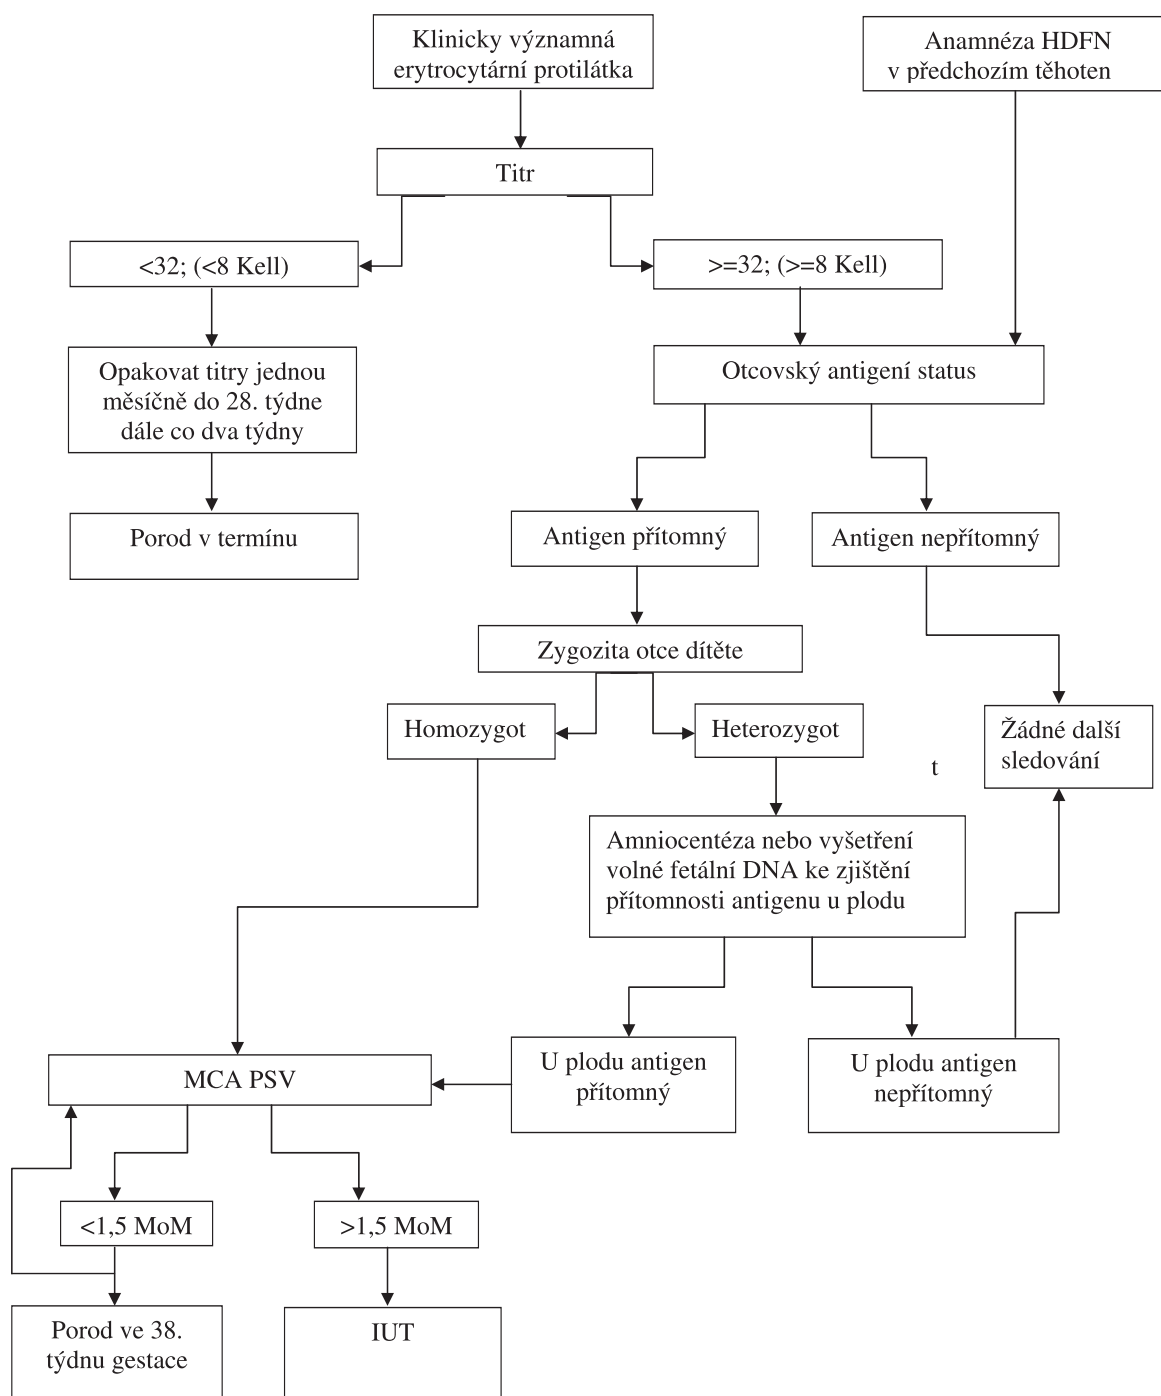 Klinicky významná
erytrocytární protilátka
Anamnéza HDFN
v předchozím těhoten
Titr
<32; (<8 Kell)
>=32; (>=8 Kell)
Opakovat titry jednou
měsíčně do 28. týdne
dále co dva týdny
Otcovský antigení status
Porod v termínu
Antigen přítomný
Antigen nepřítomný
Zygozita otce dítěte
Homozygot
Heterozygot
Žádné další
sledování
t
Amniocentéza nebo vyšetření
volné fetální DNA ke zjištění
přítomnosti antigenu u plodu
MCA PSV
U plodu antigen
přítomný
U plodu antigen
nepřítomný
<1,5 MoM
>1,5 MoM
Porod ve 38.
týdnu gestace
IUT